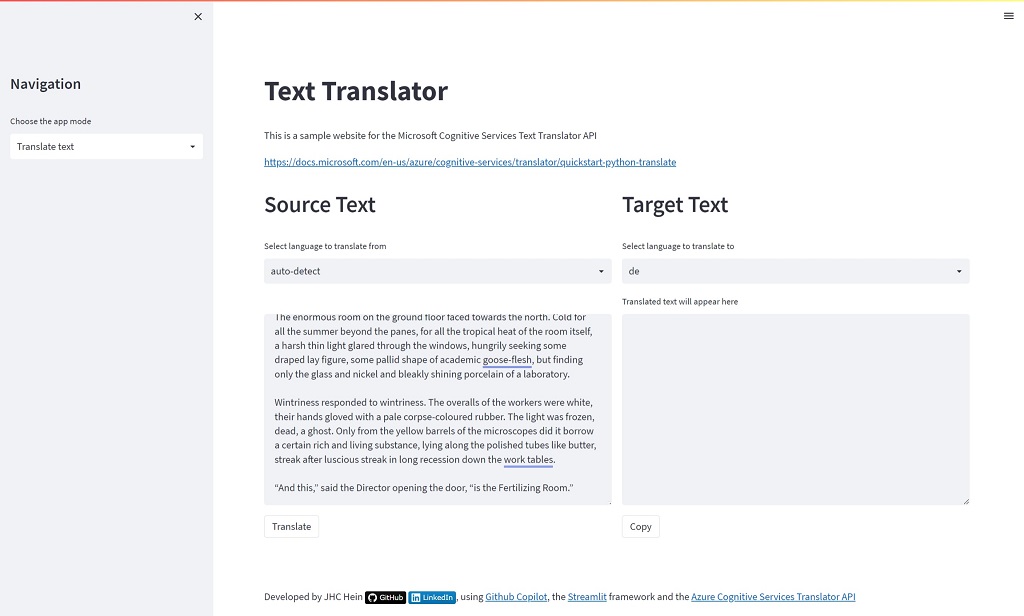 Navigation
Choose the app mode
Translate text
Text Translator
This is a sample website for the Microsoft Cognitive Services Text Translator API
https://docs.microsoft.com/en-us/azure/cognitive-services/translator/quickstart-python-translate
Source Text
Select language to translate from
auto-detect
The enormous room on the ground floor faced towards the north. Cold for
all the summer beyond the panes, for all the tropical heat of the room itself,
a harsh thin light glared through the windows, hungrily seeking some
draped lay figure, some pallid shape of academic goose-flesh, but finding
only the glass and nickel and bleakly shining porcelain of a laboratory.
Wintriness responded to wintriness. The overalls of the workers were white,
their hands gloved with a pale corpse-coloured rubber. The light was frozen,
dead, a ghost. Only from the yellow barrels of the microscopes did it borrow
a certain rich and living substance, lying along the polished tubes like butter,
streak after luscious streak in long recession down the work tables.
“And this,” said the Director opening the door, “is the Fertilizing Room.”
Translate
Target Text
Select language to translate to
de
Translated text will appear here
Copy
Developed by JHC Hein GitHub LinkedIn, using Github Copilot, the Streamlit framework and the Azure Cognitive Services Translator API